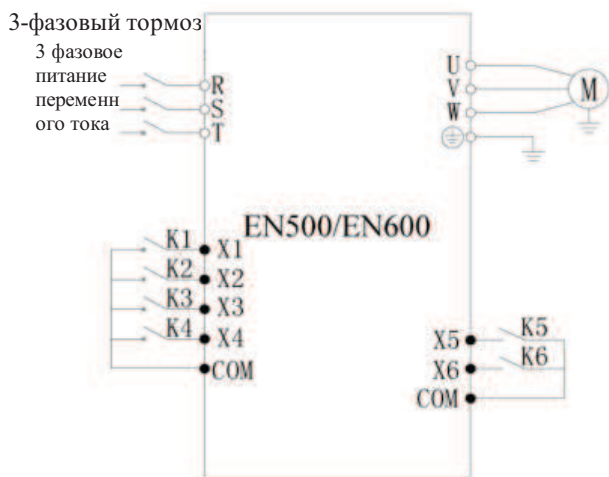 3-фазовый тормоз
3 фазовое
питание
переменн
ого тока
R
S
T
U
V
W
M
EN500/EN600
K1 X1
K2 X2
K3 X3
K4 X4
COM
X5 K5
X6 K6
COM